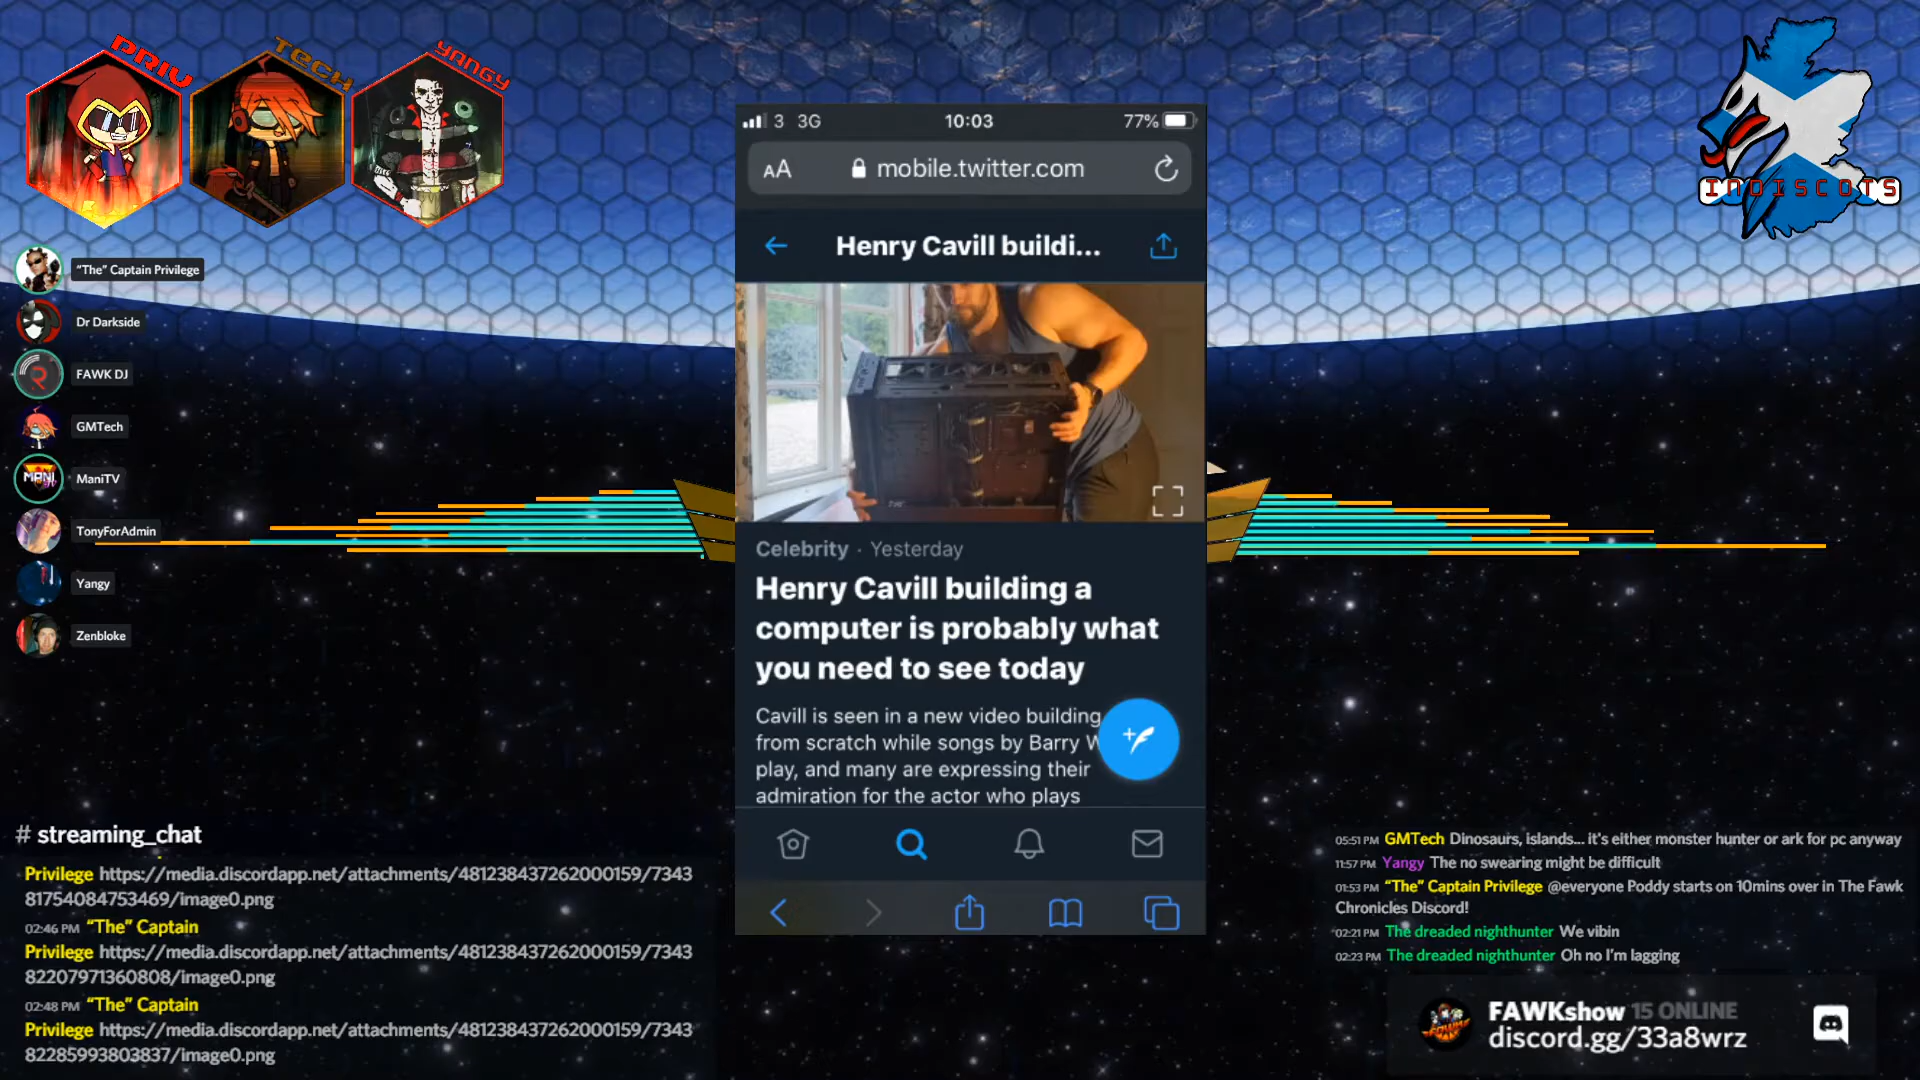 PRIV
TECH
YANGY
INDISCOTS
"The" Captain Privilege
Dr Darkside
FAWK DJ
GMTech
MANI
ManiTV
TonyForAdmin
Yangy
Zenbloke
3 3G 10:03 77%
AA mobile.twitter.com
Henry Cavill buildi...
Celebrity · Yesterday
Henry Cavill building a
computer is probably what
you need to see today
Cavill is seen in a new video building
from scratch while songs by Barry
play, and many are expressing their
admiration for the actor who plays
# streaming_chat
Privilege https://media.discordapp.net/attachments/481238437262000159/7343
81754084753469/image0.png
02:46 PM "The" Captain
Privilege https://media.discordapp.net/attachments/481238437262000159/7343
82207971360808/image0.png
02:48 PM "The" Captain
Privilege https://media.discordapp.net/attachments/481238437262000159/7343
82285993803837/image0.png
05:51 PM GMTech Dinosaurs, islands... it's either monster hunter or ark for pc anyway
11:57 PM Yangy The no swearing might be difficult
01:53 PM "The" Captain Privilege @everyone Poddy starts on 10mins over in The Fawk
Chronicles Discord!
02:21 PM The dreaded nighthunter We vibin
02:23 PM The dreaded nighthunter Oh no I'm lagging
FAWKshow 15 ONLINE
discord.gg/33a8wrz